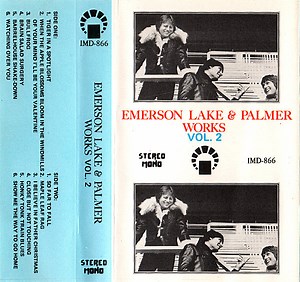 IMD-866
SIDE ONE:
1. TIGER IN A SPOTLIGHT
2. WHEN THE APPLE BLOSSOMS BLOOM IN THE WINDMILLS
OF YOUR MIND I'LL BE YOUR VALENTINE
3. BULLFROG
4. BRAIN SALAD SURGERY
5. BARRELHOUSE SHAKEDOWN
6. WATCHING OVER YOU
SIDE TWO:
1. SO FAR TO FALL
2. MAPLE LEAF RAG
3. I BELIEVE IN FATHER CHRISTMAS
4. CLOSE BUT NOT TOUCHING
5. HONKY TONK TRAIN BLUES
6. SHOW ME THE WAY TO GO HOME
EMERSON LAKE & PALMER
WORKS VOL. 2
STEREO
MONO
EMERSON LAKE & PALMER
WORKS
VOL. 2
STEREO
MONO
IMD-866